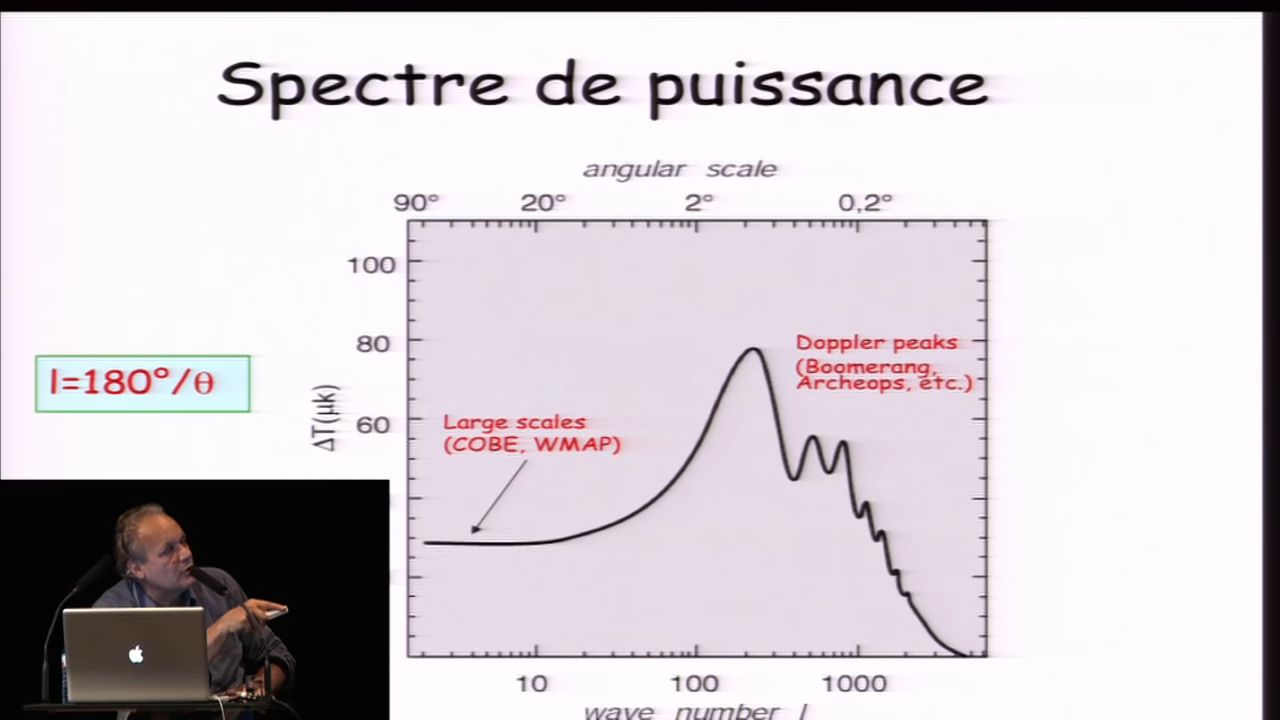 Spectre de puissance
angular scale
90° 20° 2° 0,2°
100
80
60
ΔT(μk)
l=180°/θ
Large scales
(COBE, WMAP)
Doppler peaks
(Boomerang,
Archeops, etc.)
10 100 1000
wave number l